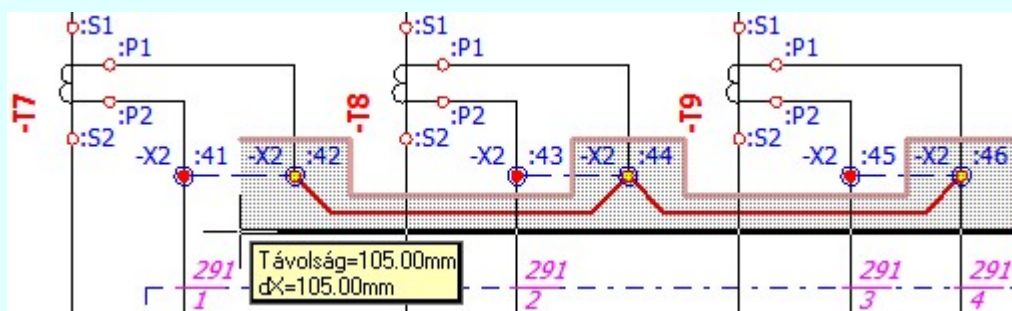 :S1
:S1
:S1
:P1
:P1
:P1
-T7
-T8
-T9
:P2
:P2
:P2
:S2
:S2
:S2
-X2 :41
-X2 :42
-X2 :43
-X2 :44
-X2 :45
-X2 :46
Távolság=105.00mm
dX=105.00mm
291
1
291
2
291
3
291
4